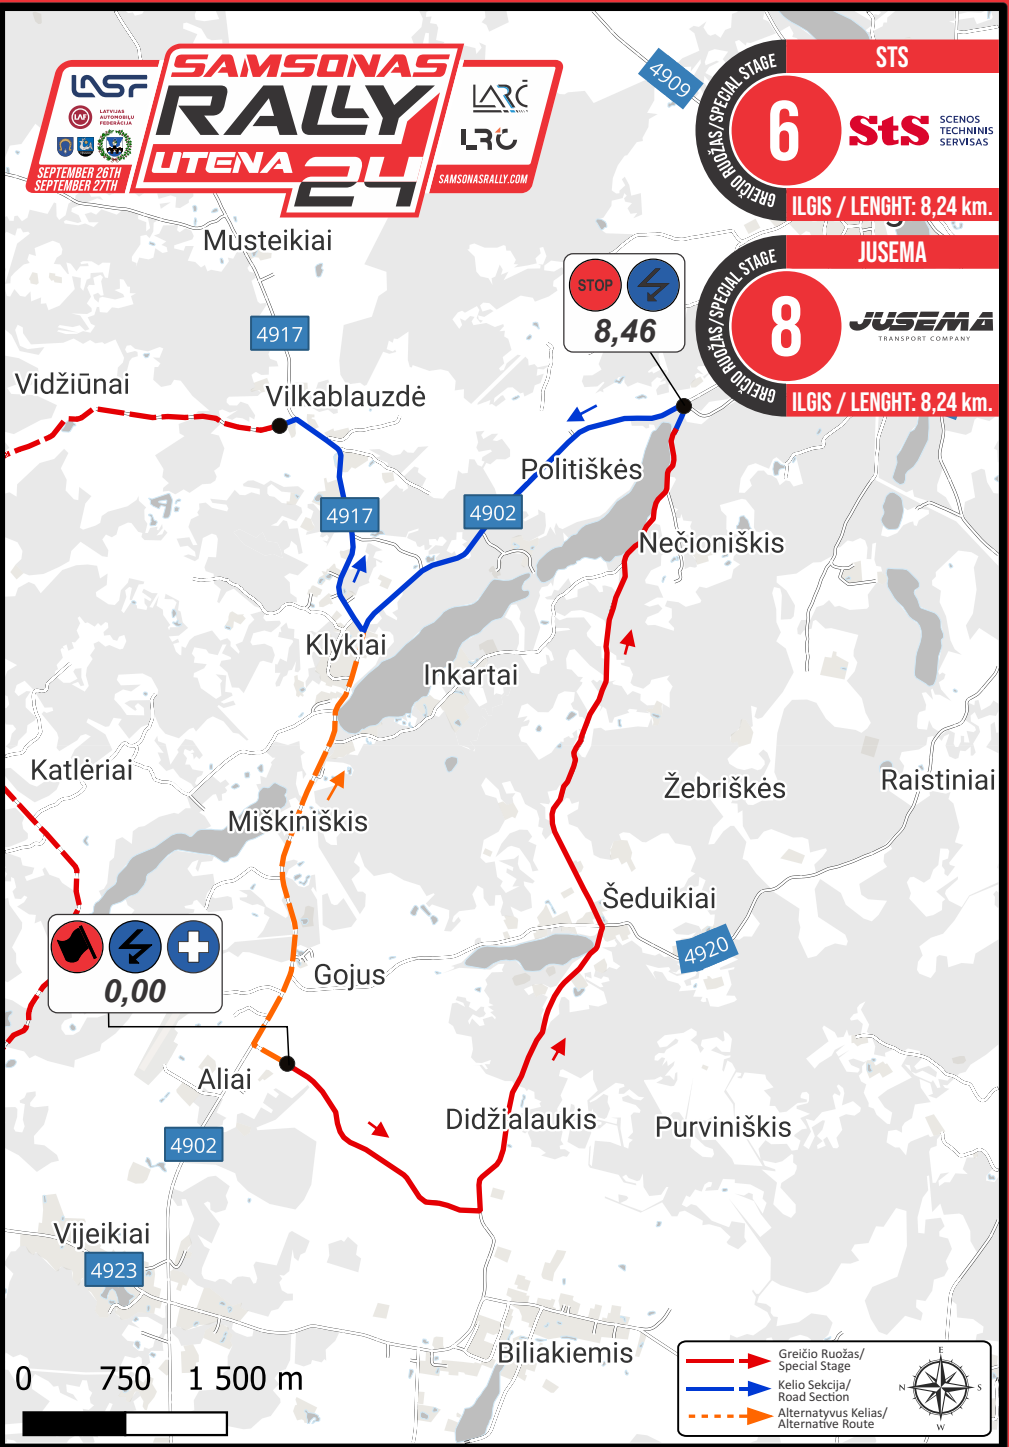 LASF
LAF
LATVIJAS
AUTOMOBIĻU
FEDERĀCIJA
SEPTEMBER 26TH
SEPTEMBER 27TH
SAMSONAS
RALLY
UTENA
24
LARČ
LRČ
SAMSONASRALLY.COM
4909
GREIČIO RUOŽAS/SPECIAL STAGE
6
STS
StS
SCENOS
TECHNINIS
SERVISAS
ILGIS / LENGHT: 8,24 km.
GREIČIO RUOŽAS/SPECIAL STAGE
8
JUSEMA
JUSEMA
TRANSPORT COMPANY
ILGIS / LENGHT: 8,24 km.
Musteikiai
STOP
8,46
4917
Vidžiūnai
Vilkablauzdė
Politiškės
4917
4902
Nečioniškis
Klykiai
Inkartai
Katlėriai
Žebriškės
Raistiniai
Miškiniškis
Šeduikiai
4920
0,00
Gojus
Aliai
Didžialaukis
Purviniškis
4902
Vijeikiai
4923
Biliakiemis
0 750 1 500 m
Greičio Ruožas/
Special Stage
Kelio Sekcija/
Road Section
Alternatyvus Kelias/
Alternative Route
E
N
S
W